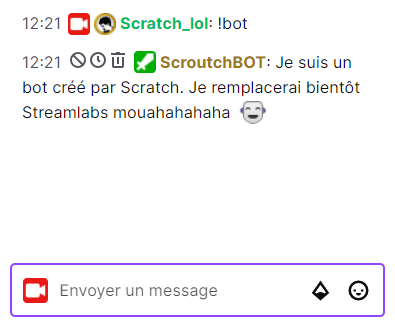 12:21 Scratch_lol: !bot
12:21 ScroutchBOT: Je suis un
bot créé par Scratch. Je remplacerai bientôt
Streamlabs mouahahahaha
Envoyer un message